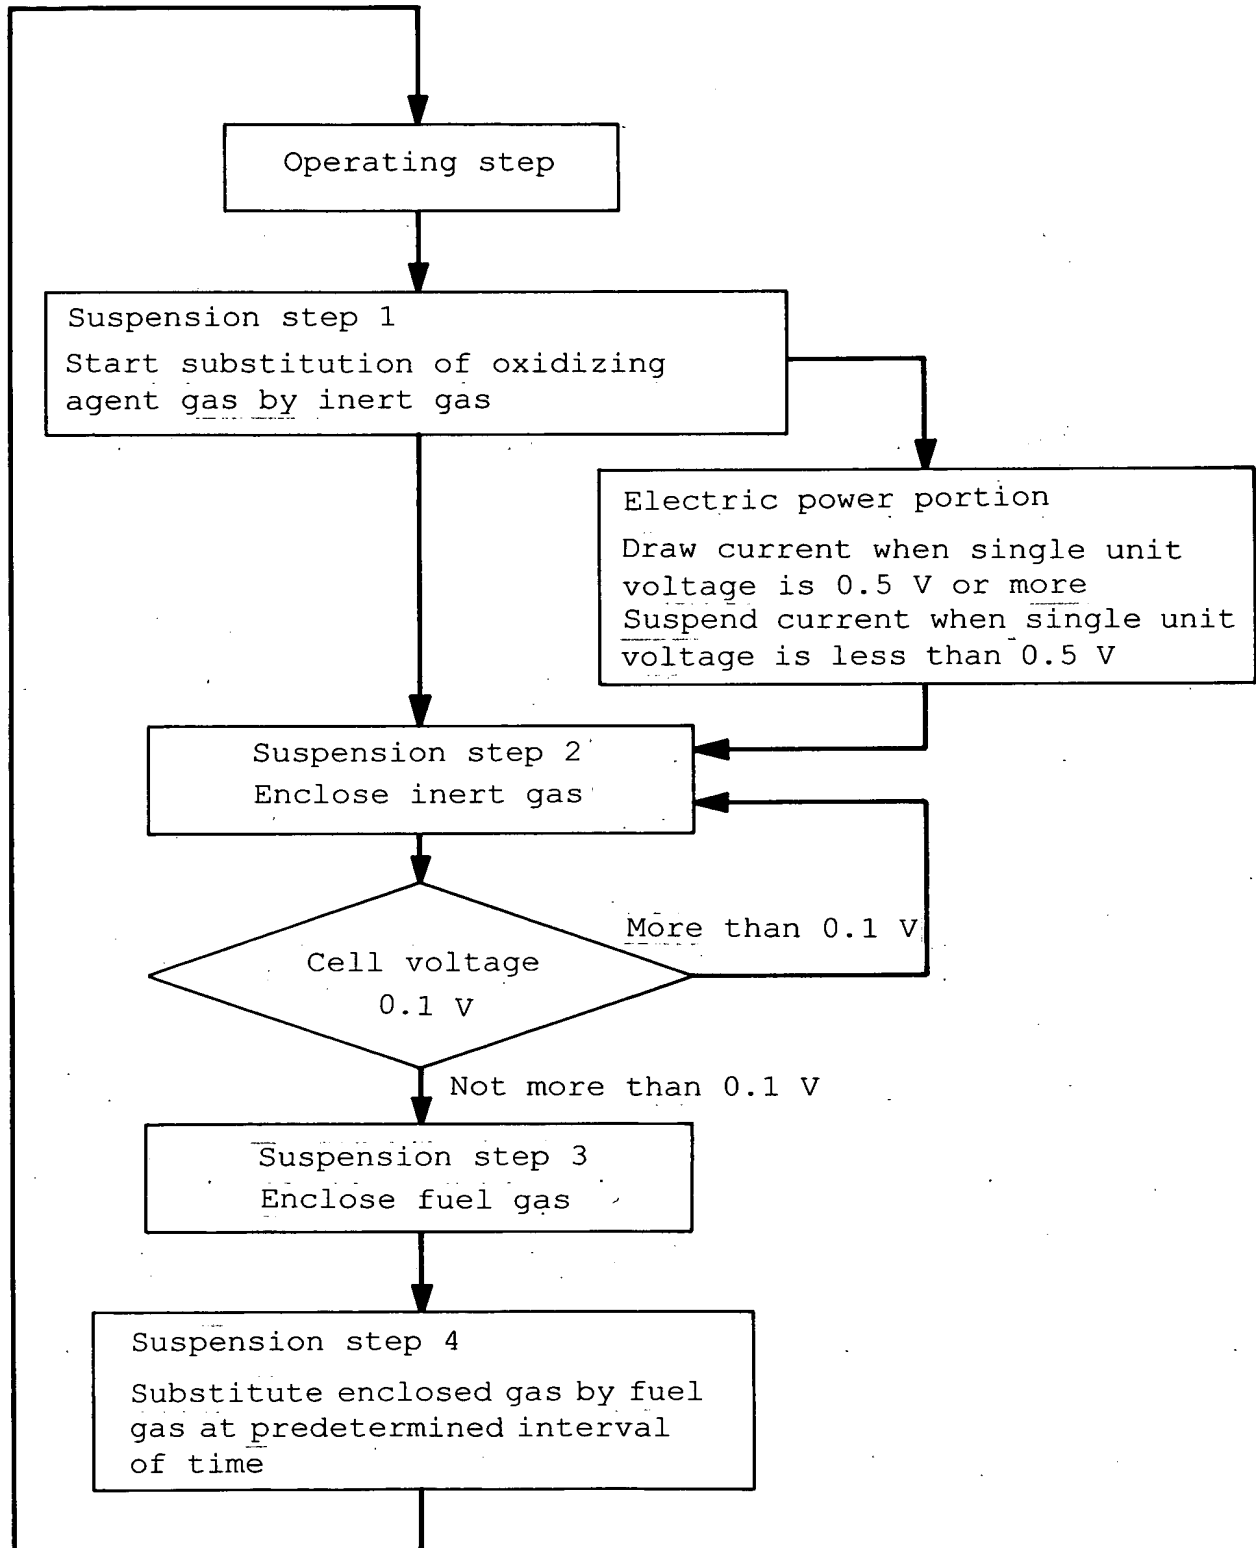 Operating step
Suspension step 1
Start substitution of oxidizing
agent gas by inert gas
Electric power portion
Draw current when single unit
voltage is 0.5 V or more
Suspend current when single unit
voltage is less than 0.5 V
Suspension step 2
Enclose inert gas
More than 0.1 V
Cell voltage
0.1 V
Not more than 0.1 V
Suspension step 3
Enclose fuel gas
Suspension step 4
Substitute enclosed gas by fuel
gas at predetermined interval
of time